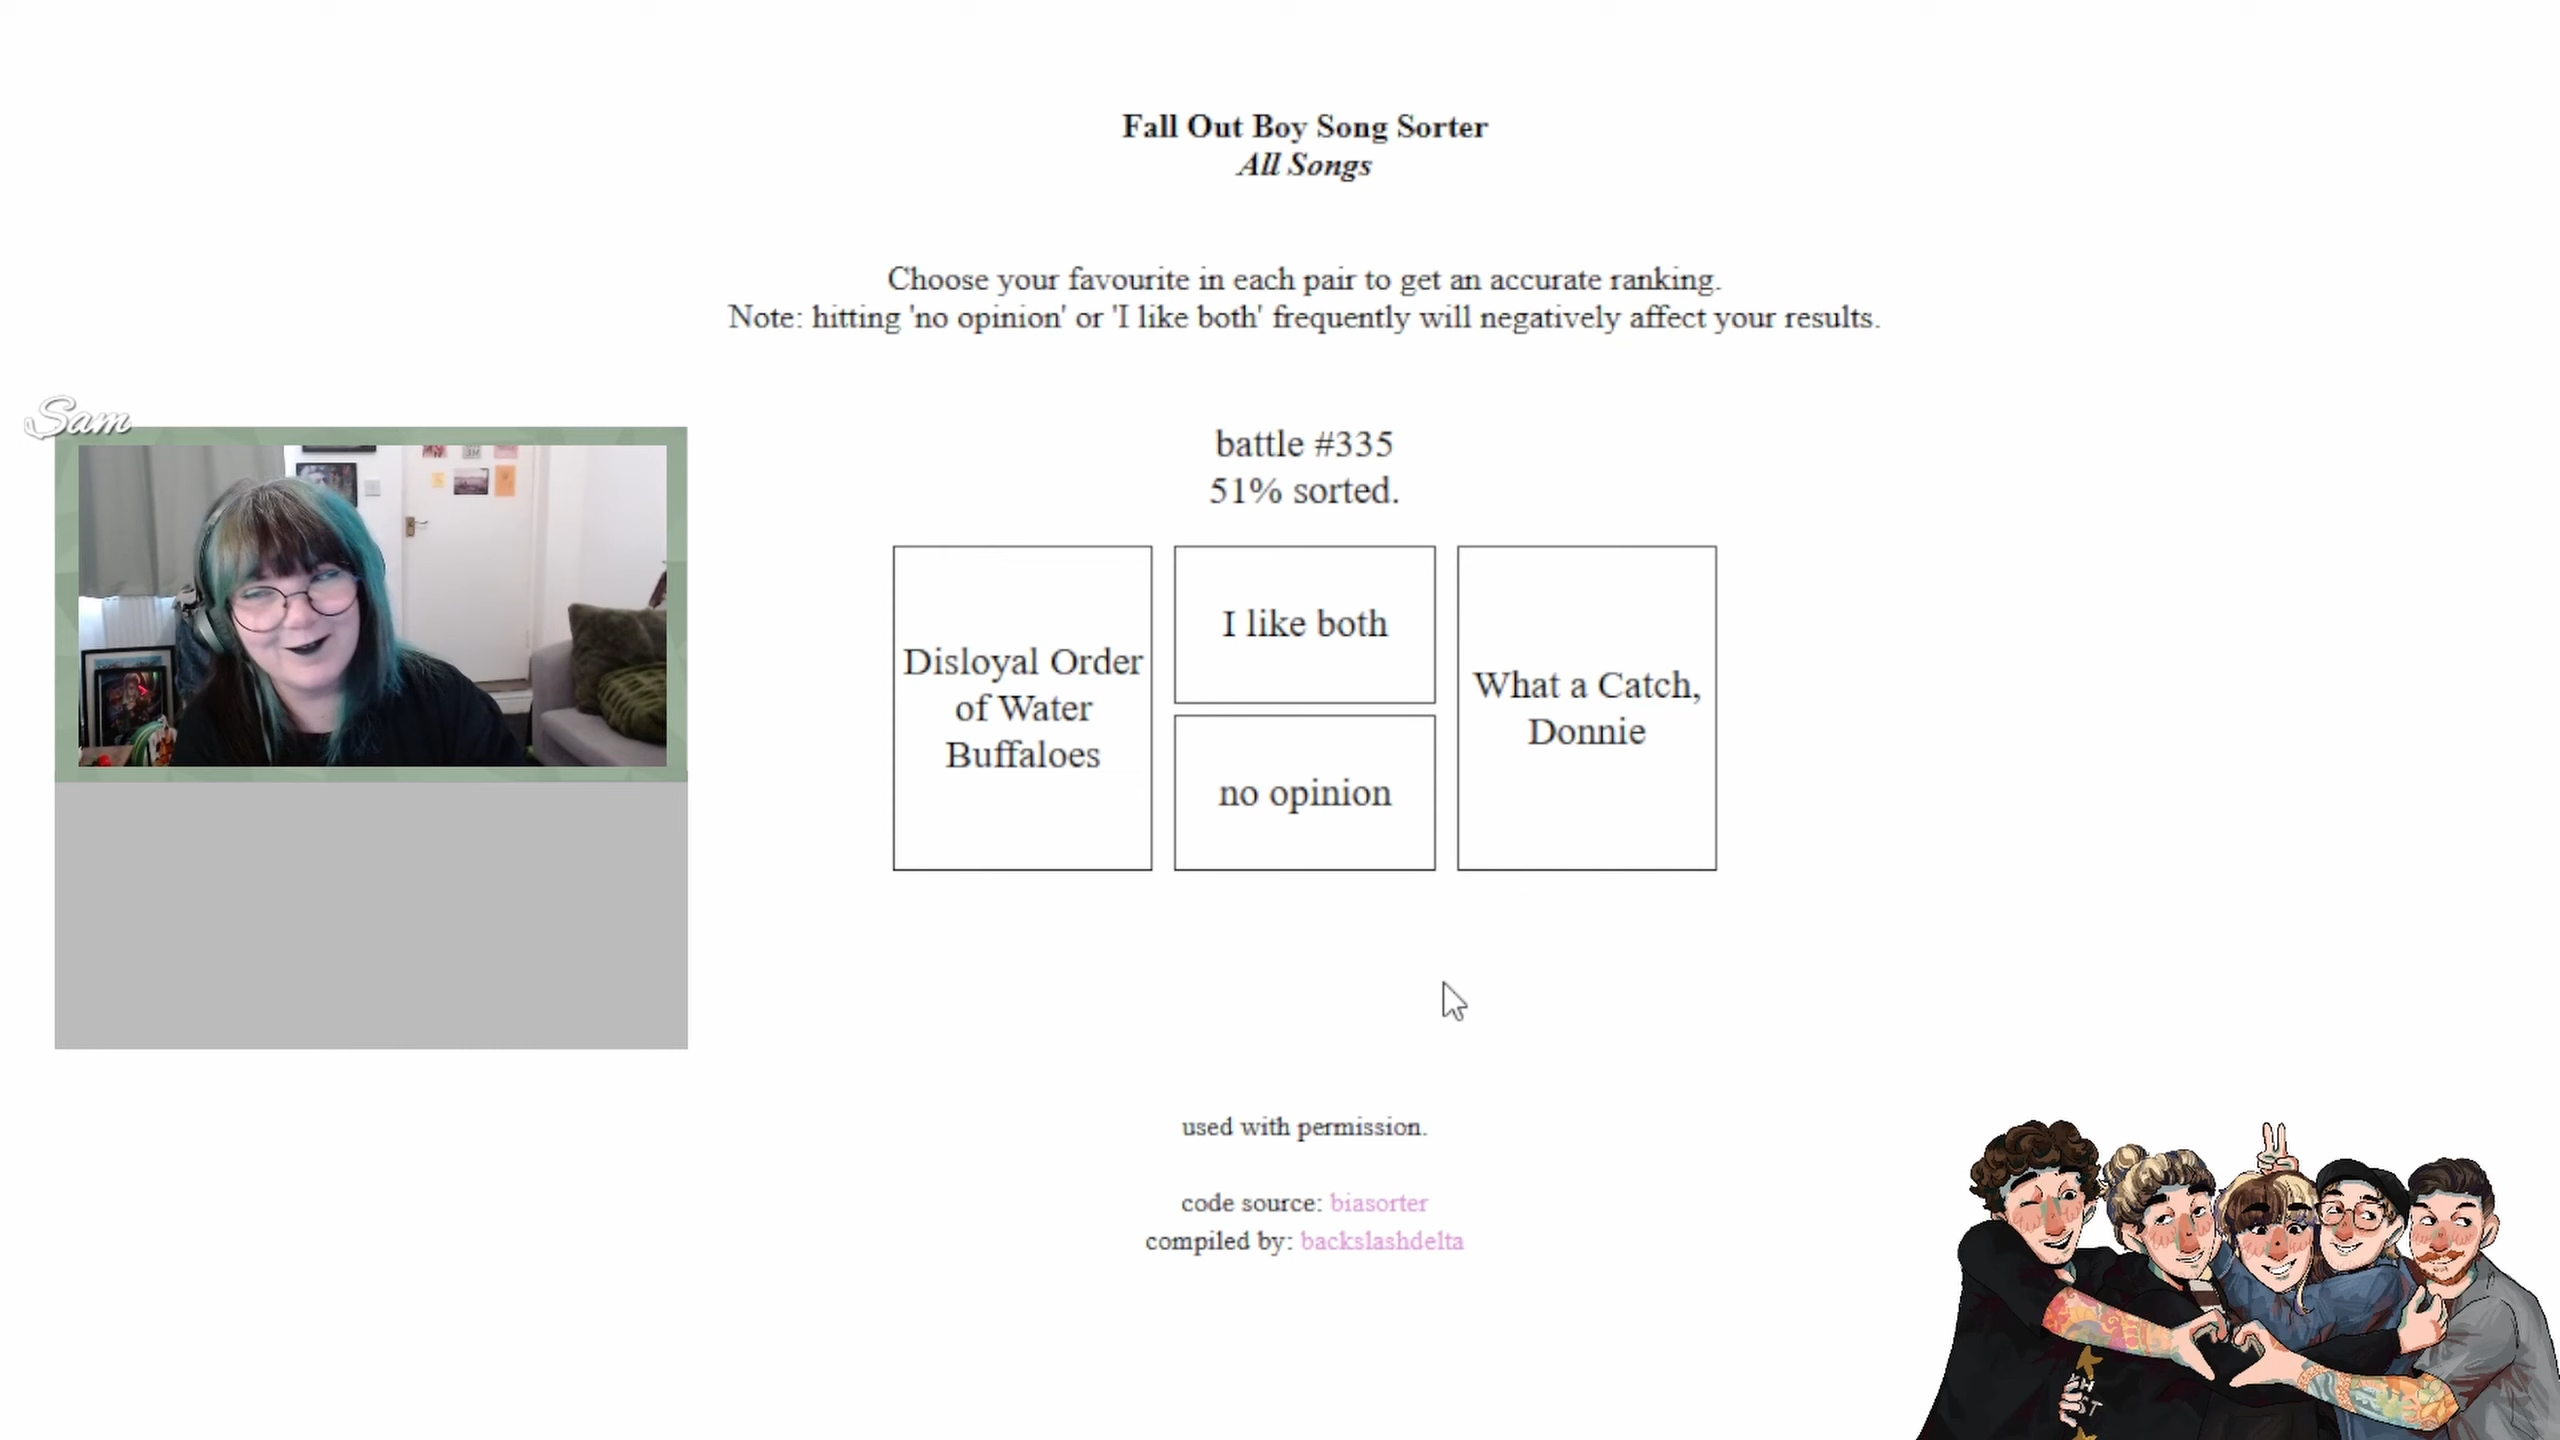 Fall Out Boy Song Sorter
All Songs
Choose your favourite in each pair to get an accurate ranking.
Note: hitting 'no opinion' or 'I like both' frequently will negatively affect your results.
Sam
battle #335
51% sorted.
Disloyal Order
of Water
Buffaloes
I like both
no opinion
What a Catch,
Donnie
used with permission.
code source: biasorter
compiled by: backslashdelta